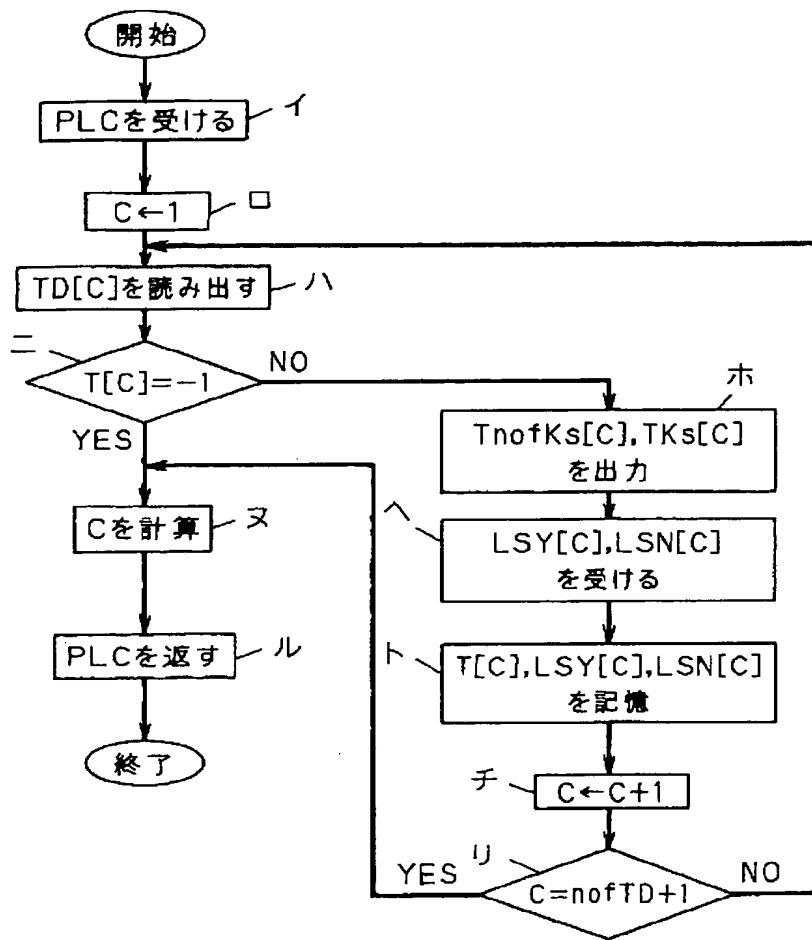 開始
PLCを受ける
イ
C←1
ロ
TD[C]を読み出す
ハ
ニ
T[C]=-1
NO
YES
ホ
TnofKs[C],TKs[C]
を出力
ヘ
LSY[C],LSN[C]
を受ける
ト
T[C],LSY[C],LSN[C]
を記憶
チ
C←C+1
リ
C=nofTD+1
YES
NO
Cを計算
ヌ
PLCを返す
ル
終了